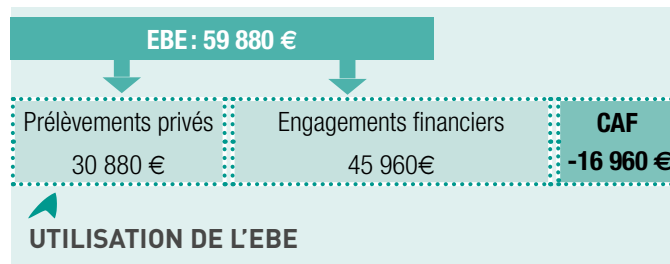 EBE : 59 880 €
Prélèvements privés
30 880 €
Engagements financiers
45 960€
CAF
-16 960 €
UTILISATION DE L'EBE